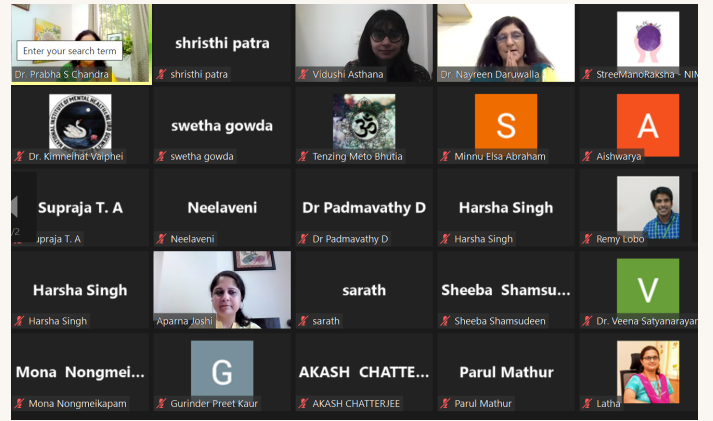 Enter your search term
Dr. Prabha S Chandra
shristhi patra
shristhi patra
Vidushi Asthana
Dr. Nayreen Daruwalla
StreeManoRaksha - NIM
Dr. Kimneihat Vaiphei
swetha gowda
swetha gowda
Tenzing Meto Bhutia
S
Minnu Elsa Abraham
A
Aishwarya
/2
Supraja T. A
upraja T. A
Neelaveni
Neelaveni
Dr Padmavathy D
Dr Padmavathy D
Harsha Singh
Harsha Singh
Remy Lobo
Harsha Singh
Harsha Singh
Aparna Joshi
sarath
sarath
Sheeba Shamsu...
Sheeba Shamsudeen
V
Dr. Veena Satyanarayan
Mona Nongmei...
Mona Nongmeikapam
G
Gurinder Preet Kaur
AKASH CHATTE...
AKASH CHATTERJEE
Parul Mathur
Parul Mathur
Latha